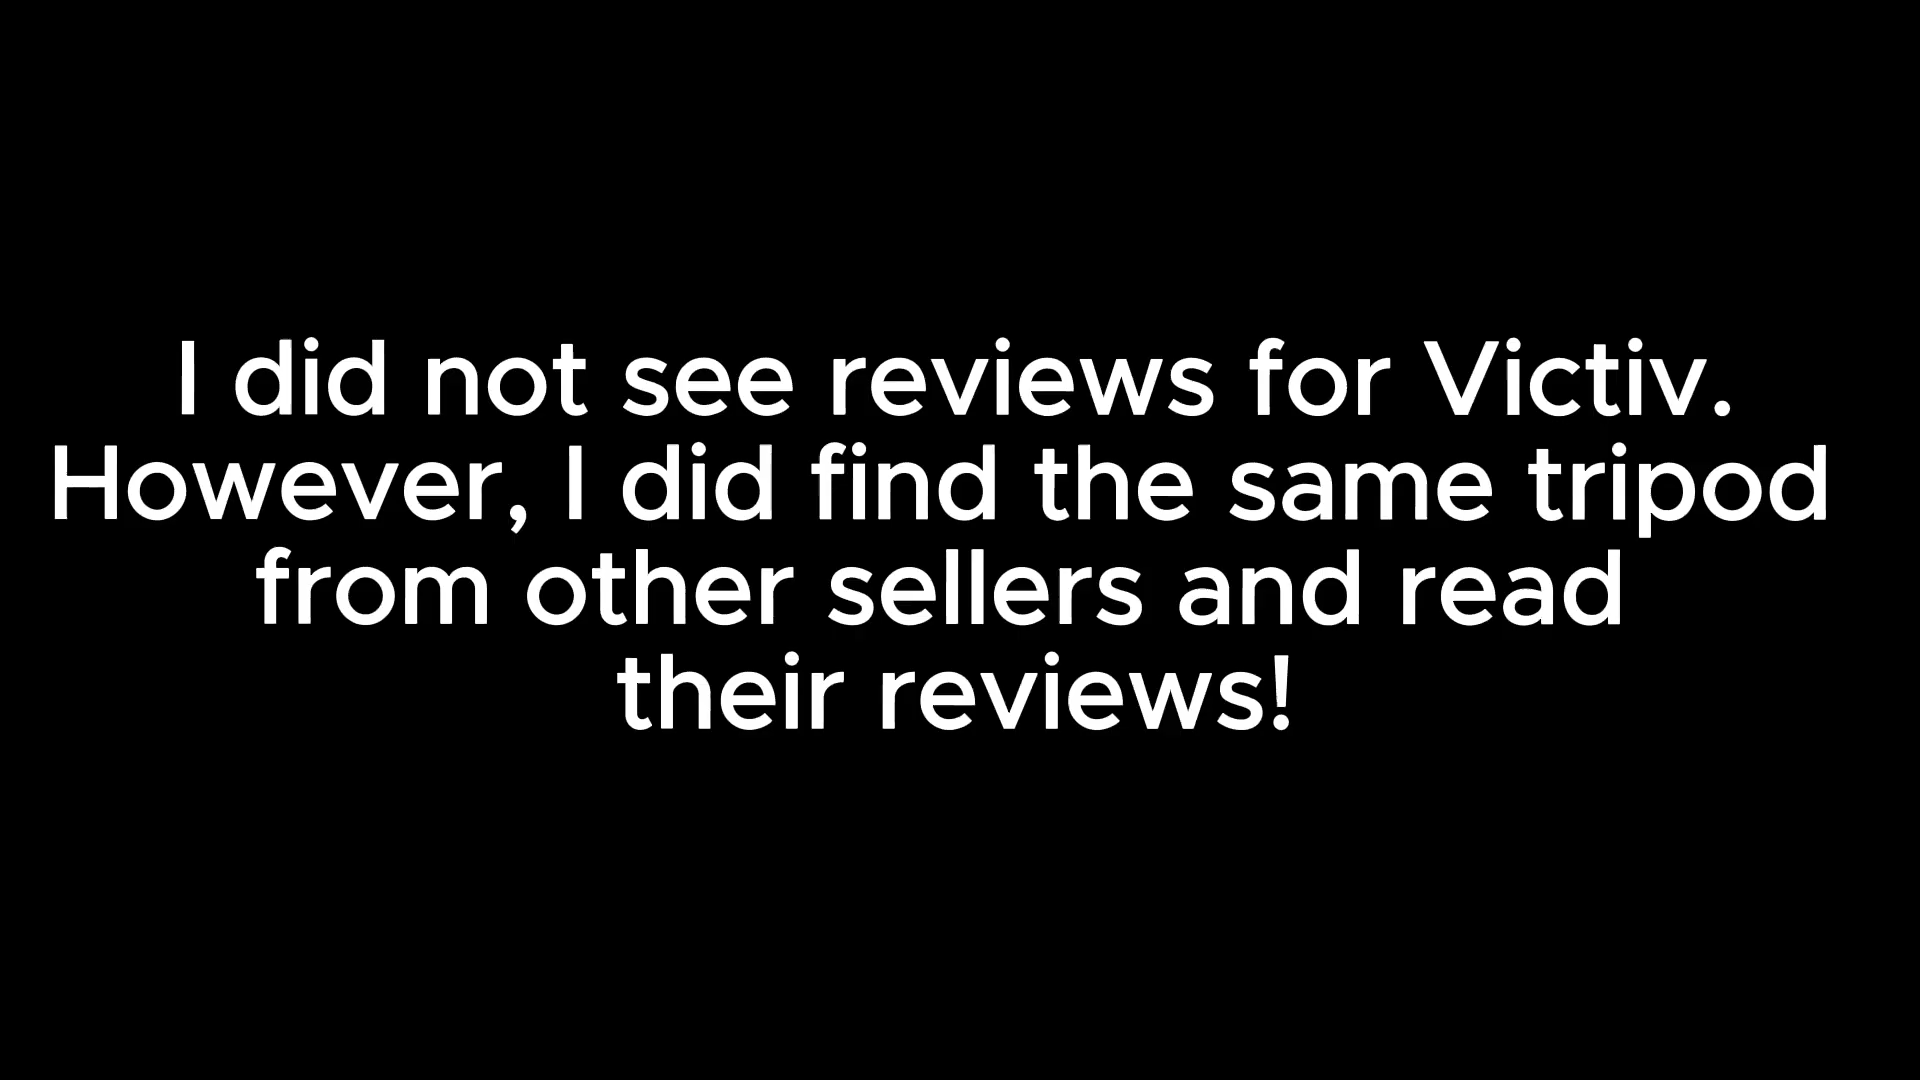 I did not see reviews for Victiv.
However, I did find the same tripod
from other sellers and read
their reviews!